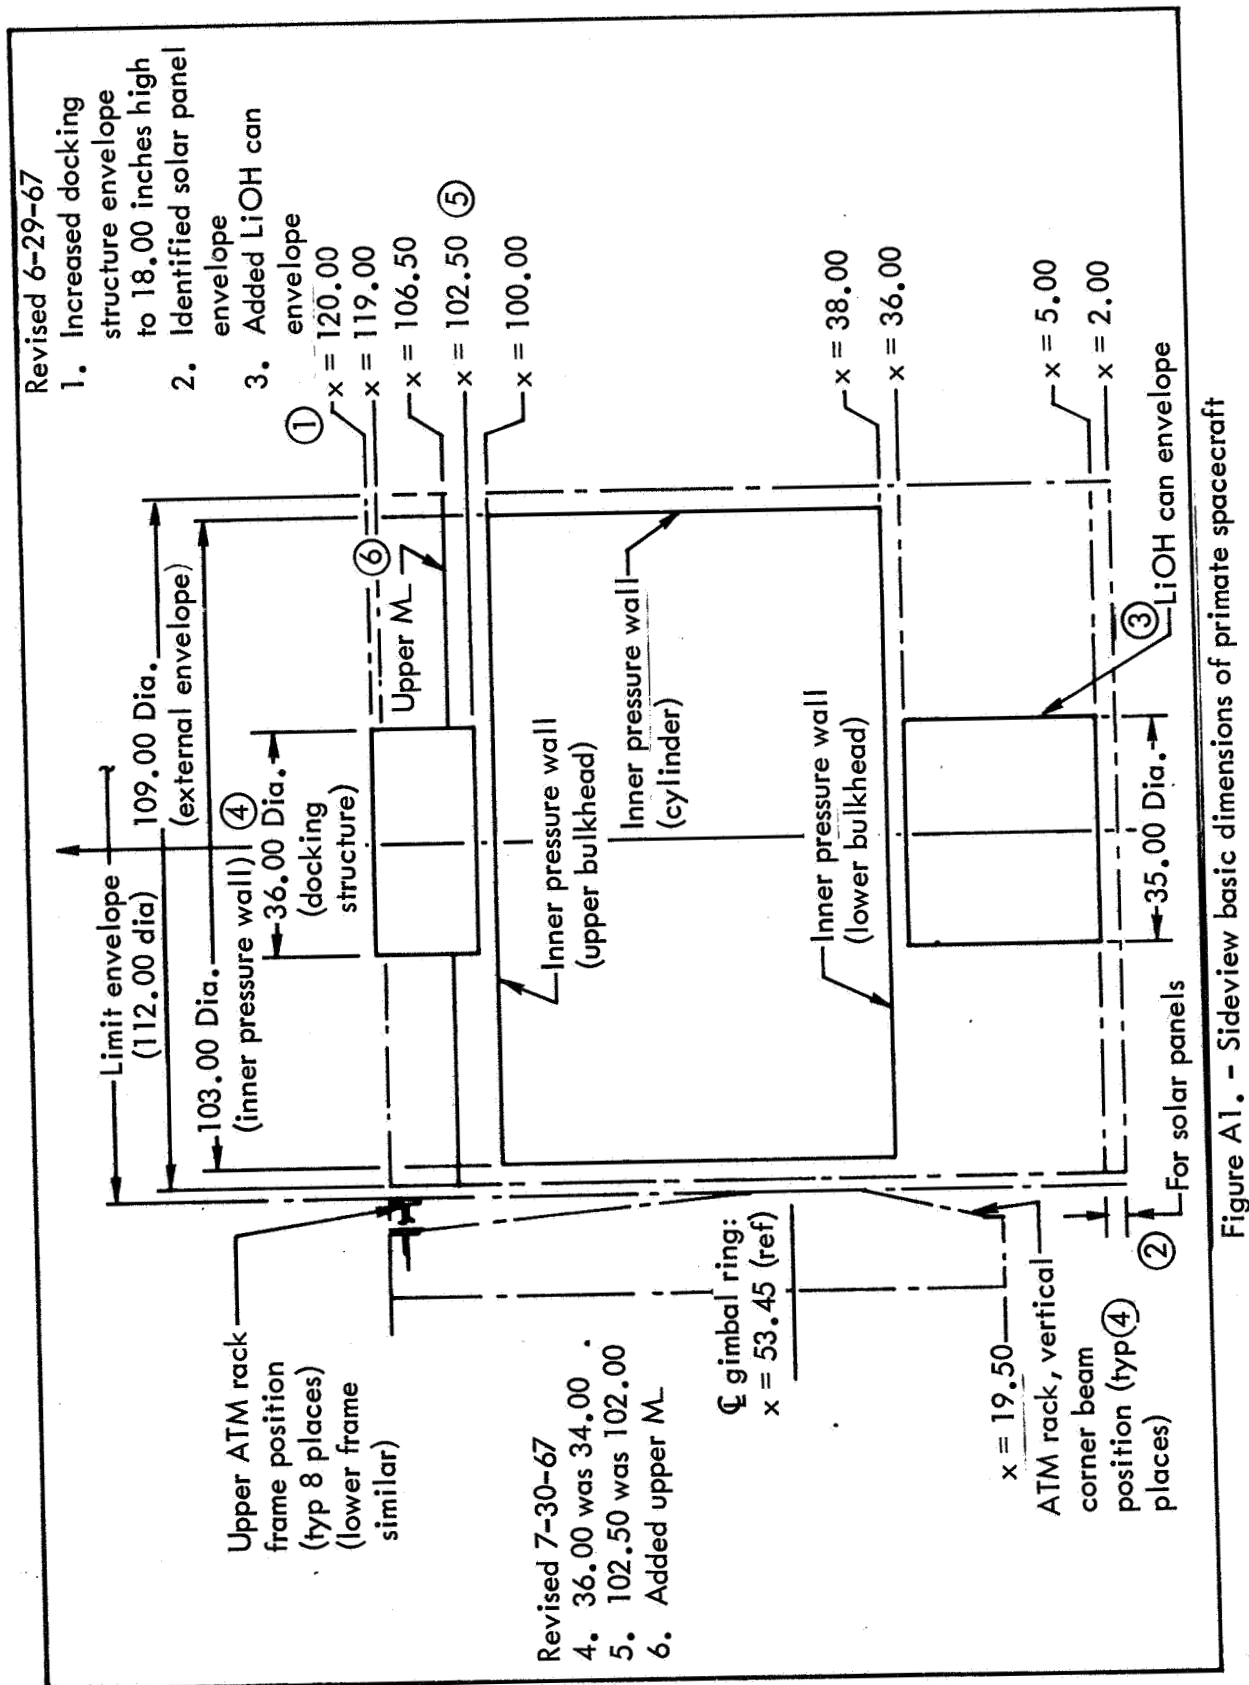 Revised 6-29-67
1. Increased docking
structure envelope
to 18.00 inches high
2. Identified solar panel
envelope
3. Added LiOH can
envelope
Limit envelope
(112.00 dia)
109.00 Dia.
(external envelope)
103.00 Dia.
(inner pressure wall)
4
36.00 Dia.
(docking
structure)
1
x = 120.00
x = 119.00
x = 106.50
x = 102.50 5
x = 100.00
6
Upper ML
Upper ATM rack
frame position
(typ 8 places)
(lower frame
similar)
Inner pressure wall
(upper bulkhead)
Inner pressure wall
(cylinder)
Inner pressure wall
(lower bulkhead)
x = 38.00
x = 36.00
x = 5.00
x = 2.00
Revised 7-30-67
4. 36.00 was 34.00
5. 102.50 was 102.00
6. Added upper ML
℄ gimbal ring:
x = 53.45 (ref)
x = 19.50
ATM rack, vertical
corner beam
position (typ 4
places)
2
For solar panels
35.00 Dia.
3
LiOH can envelope
Figure A1. - Sideview basic dimensions of primate spacecraft